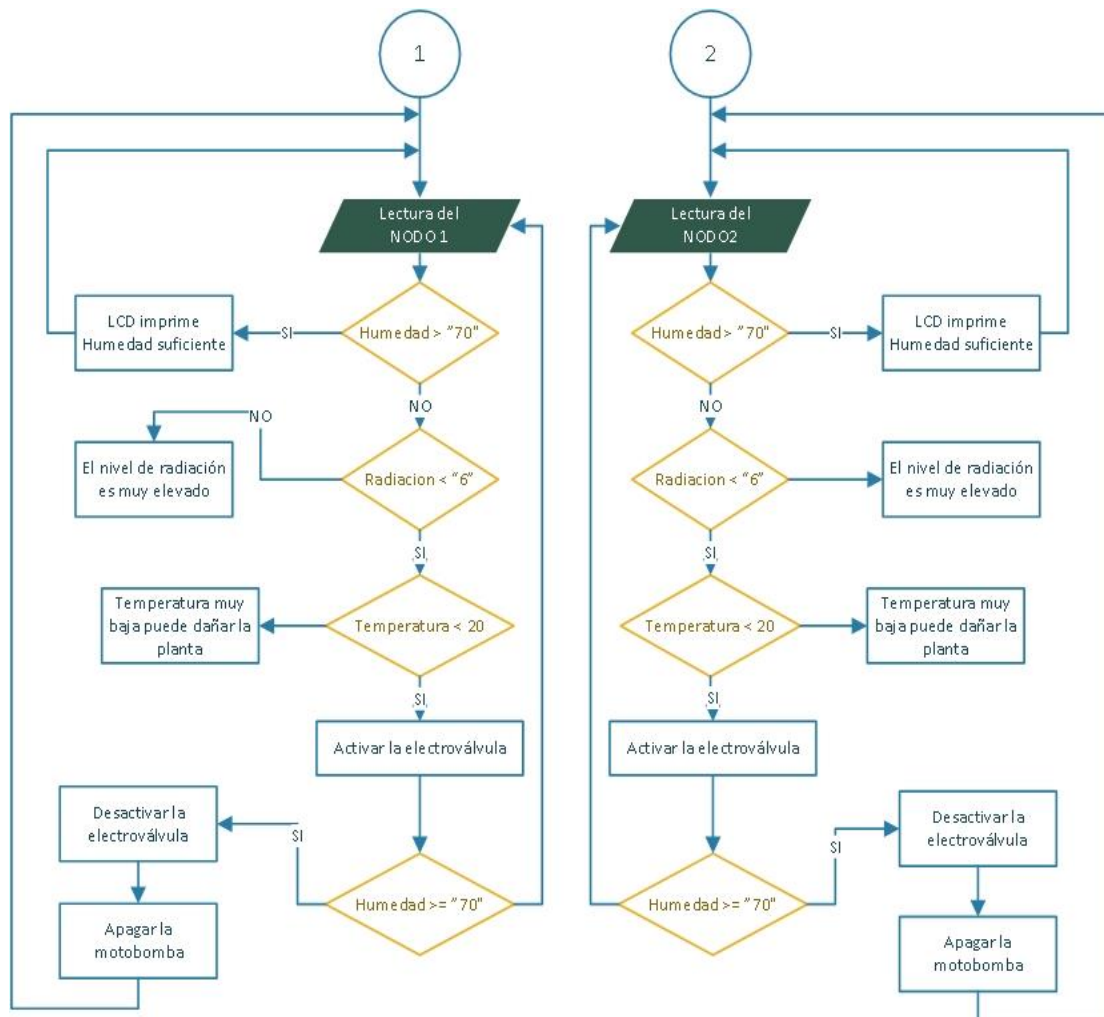 1
Lectura del
NODO 1
Humedad > "70"
SI
LCD imprime
Humedad suficiente
NO
Radiacion < "6"
NO
El nivel de radiación
es muy elevado
SI
Temperatura < 20
Temperatura muy
baja puede dañar la
planta
SI
Activar la electroválvula
Humedad >= "70"
SI
Desactivar la
electroválvula
Apagar la
motobomba
2
Lectura del
NODO2
Humedad > "70"
SI
LCD imprime
Humedad suficiente
NO
Radiacion < "6"
El nivel de radiación
es muy elevado
SI
Temperatura < 20
Temperatura muy
baja puede dañar la
planta
SI
Activar la electroválvula
Humedad >= "70"
SI
Desactivar la
electroválvula
Apagar la
motobomba